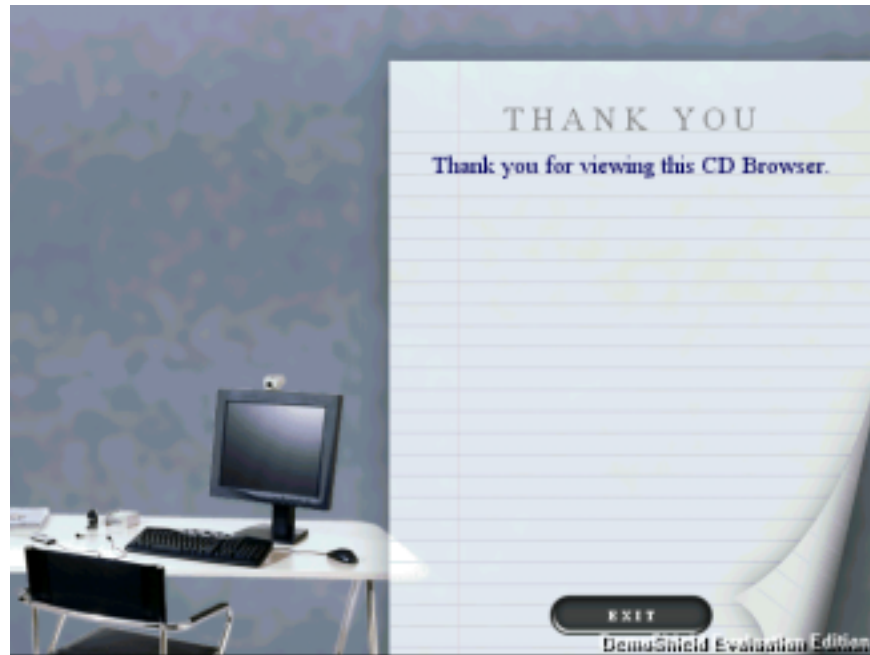 THANK YOU
Thank you for viewing this CD Browser.
EXIT
DemoShield Evaluation Edition